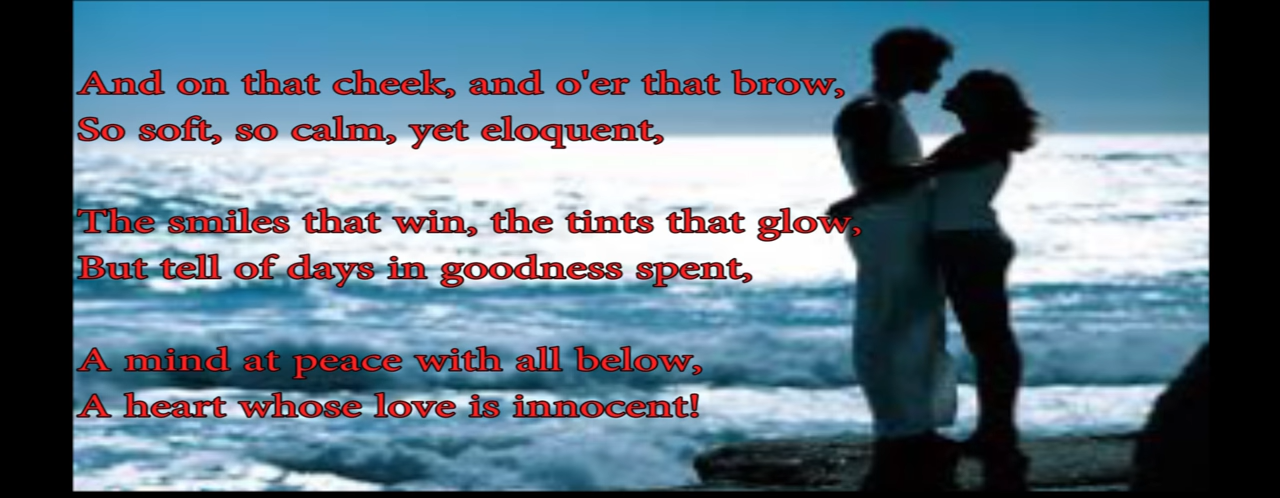 And on that cheek, and o'er that brow,
So soft, so calm, yet eloquent,
The smiles that win, the tints that glow,
But tell of days in goodness spent,
A mind at peace with all below,
A heart whose love is innocent!